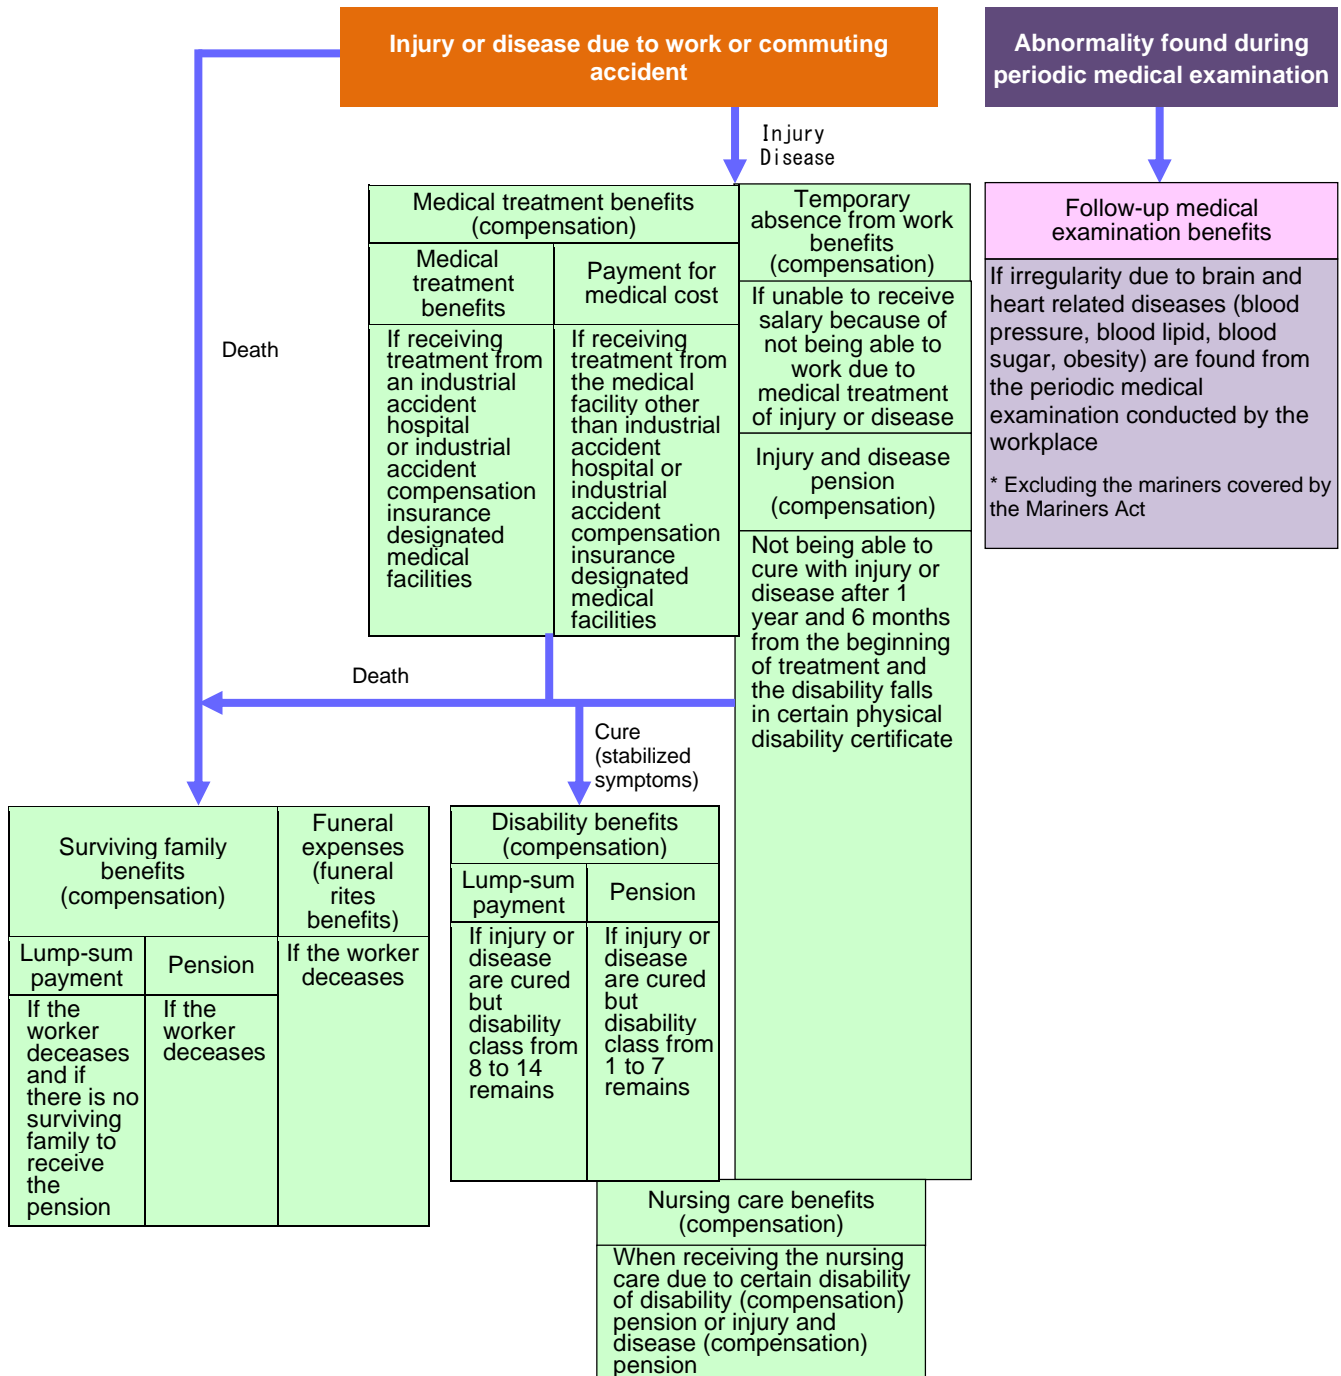 Injury or disease due to work or commuting
accident
Abnormality found during
periodic medical examination
Injury
Disease
Death
Medical treatment benefits
(compensation)
Medical
treatment
benefits
Payment for
medical cost
If receiving
treatment from
an industrial
accident
hospital
or industrial
accident
compensation
insurance
designated
medical
facilities
If receiving
treatment from
the medical
facility other
than industrial
accident
hospital or
industrial
accident
compensation
insurance
designated
medical
facilities
Temporary
absence from work
benefits
(compensation)
If unable to receive
salary because of
not being able to
work due to
medical treatment
of injury or disease
Injury and disease
pension
(compensation)
Not being able to
cure with injury or
disease after 1
year and 6 months
from the beginning
of treatment and
the disability falls
in certain physical
disability certificate
Follow-up medical
examination benefits
If irregularity due to brain and
heart related diseases (blood
pressure, blood lipid, blood
sugar, obesity) are found from
the periodic medical
examination conducted by the
workplace
* Excluding the mariners covered by
the Mariners Act
Death
Cure
(stabilized
symptoms)
Surviving family
benefits
(compensation)
Funeral
expenses
(funeral
rites
benefits)
Lump-sum
payment
Pension
If the worker
deceases
If the
worker
deceases
and if
there is no
surviving
family to
receive
the
pension
If the
worker
deceases
Disability benefits
(compensation)
Lump-sum
payment
Pension
If injury or
disease
are cured
but
disability
class from
8 to 14
remains
If injury or
disease
are cured
but
disability
class from
1 to 7
remains
Nursing care benefits
(compensation)
When receiving the nursing
care due to certain disability
of disability (compensation)
pension or injury and
disease (compensation)
pension